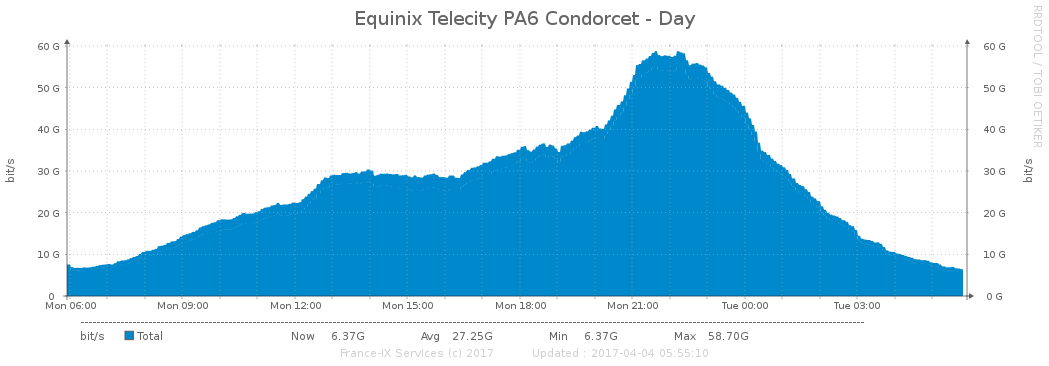 Equinix Telecity PA6 Condorcet - Day
RRDTOOL / TOBI OETIKER
60 G 60 G
50 G 50 G
40 G 40 G
30 G 30 G
20 G 20 G
10 G 10 G
0 0 G
bit/s bit/s
Mon 06:00 Mon 09:00 Mon 12:00 Mon 15:00 Mon 18:00 Mon 21:00 Tue 00:00 Tue 03:00
bit/s Total Now 6.37G Avg 27.25G Min 6.37G Max 58.70G
France-IX Services (c) 2017 Updated : 2017-04-04 05:55:10